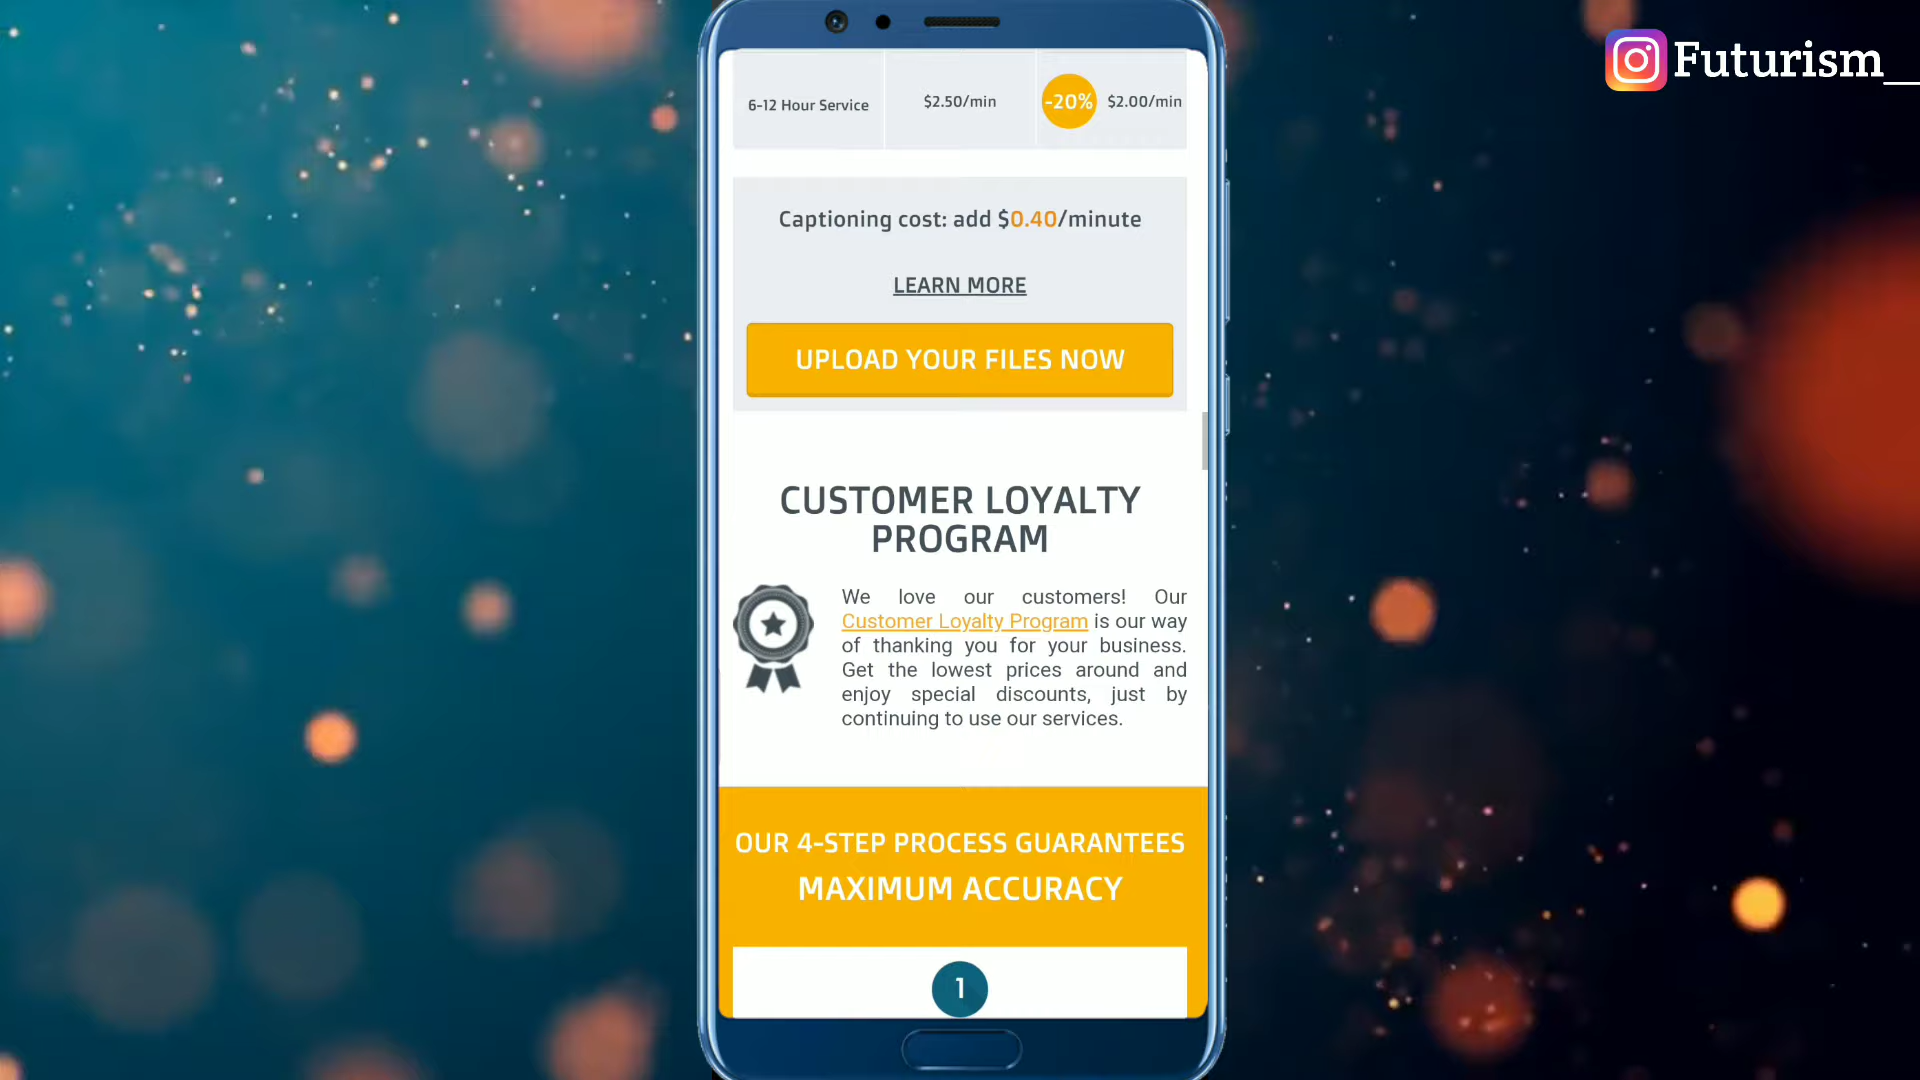 Futurism__
6-12 Hour Service $2.50/min -20% $2.00/min
Captioning cost: add $0.40/minute
LEARN MORE
UPLOAD YOUR FILES NOW
CUSTOMER LOYALTY
PROGRAM
We love our customers! Our
Customer Loyalty Program is our way
of thanking you for your business.
Get the lowest prices around and
enjoy special discounts, just by
continuing to use our services.
OUR 4-STEP PROCESS GUARANTEES
MAXIMUM ACCURACY
1